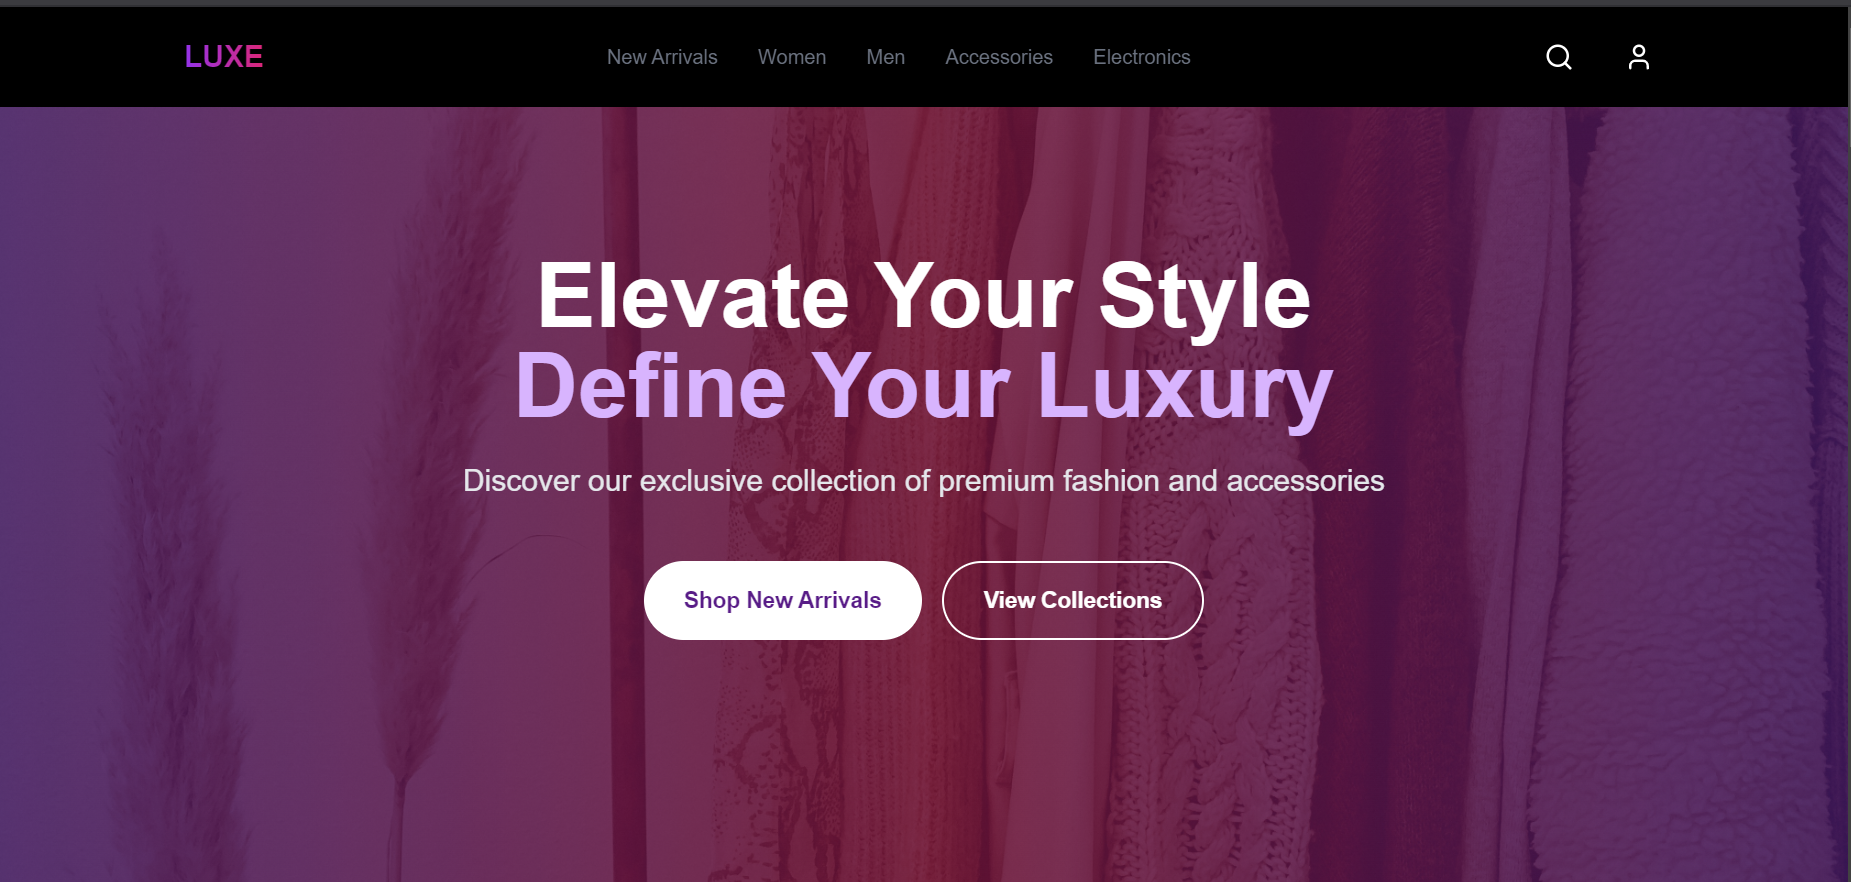 LUXE
New Arrivals Women Men Accessories Electronics
Elevate Your Style
Define Your Luxury
Discover our exclusive collection of premium fashion and accessories
Shop New Arrivals View Collections